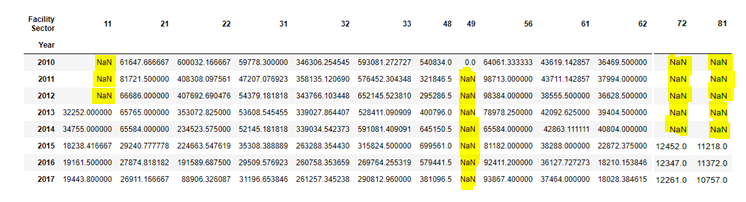 Facility Sector 11 21 22 31 32 33 48 49 56 61 62 72 81
Year
2010 NaN 61647.666667 600032.166667 59778.300000 346306.254545 593081.272727 540834.0 0.0 64061.333333 43619.142857 36469.500000 NaN NaN
2011 NaN 81721.500000 408308.097561 47207.076923 358135.120690 576452.304348 321846.5 NaN 98713.000000 43711.142857 37994.000000 NaN NaN
2012 NaN 66686.000000 407692.690476 54379.181818 343766.103448 652145.523810 295286.5 NaN 98384.000000 38555.500000 36628.500000 NaN NaN
2013 32252.000000 65765.000000 353072.825000 53608.545455 339027.864407 528411.090909 400796.0 NaN 78978.250000 42092.625000 39404.500000 NaN NaN
2014 34755.000000 65584.000000 234523.575000 52145.181818 339034.542373 591081.409091 645150.5 NaN 65584.000000 42863.111111 40804.000000 NaN NaN
2015 18238.416667 29240.777778 224663.547619 35308.388889 263288.354430 315824.500000 699561.0 NaN 81182.000000 38288.000000 22872.375000 12452.0 11218.0
2016 19161.500000 27874.818182 191589.687500 29509.576923 260758.353659 269764.255319 579441.5 NaN 92411.200000 36127.727273 18210.153846 12347.0 11372.0
2017 19443.800000 26911.166667 88906.326087 31196.653846 261257.345238 290812.960000 381096.5 NaN 93867.400000 37464.000000 18028.384615 12261.0 10757.0